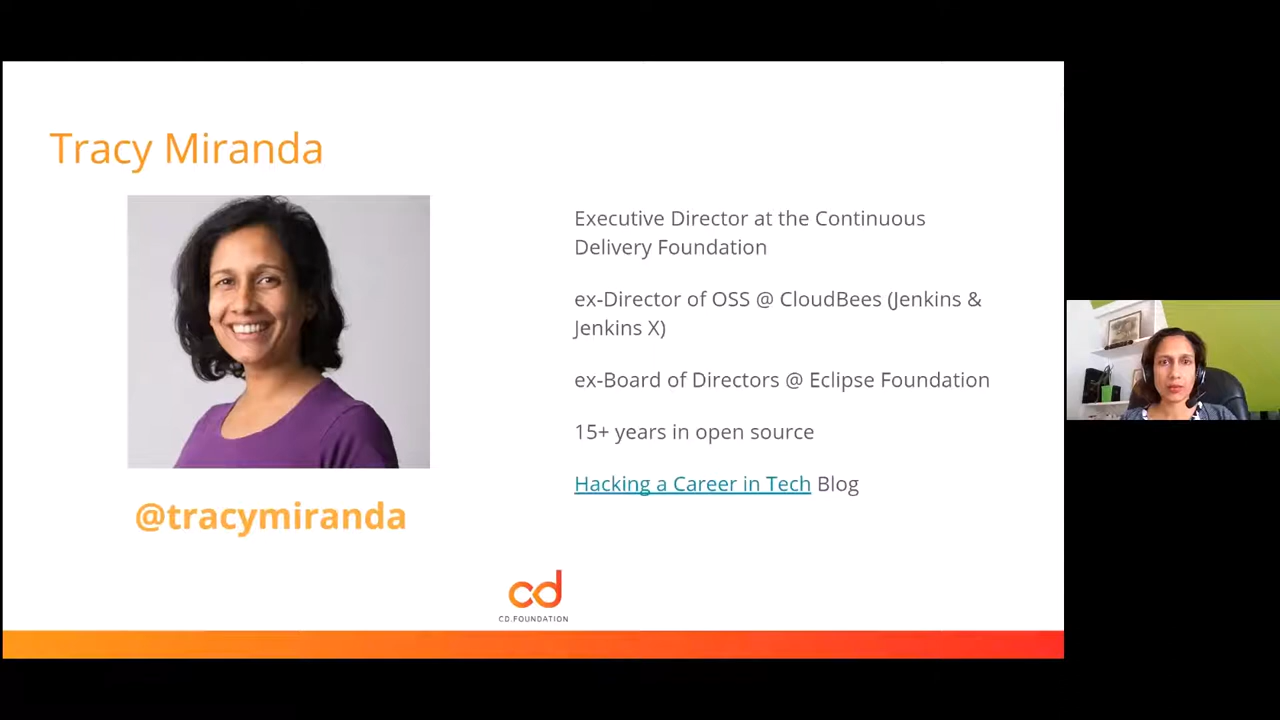 Tracy Miranda
Executive Director at the Continuous
Delivery Foundation
ex-Director of OSS @ CloudBees (Jenkins &
Jenkins X)
ex-Board of Directors @ Eclipse Foundation
15+ years in open source
Hacking a Career in Tech Blog
@tracymiranda
cd
CD.FOUNDATION